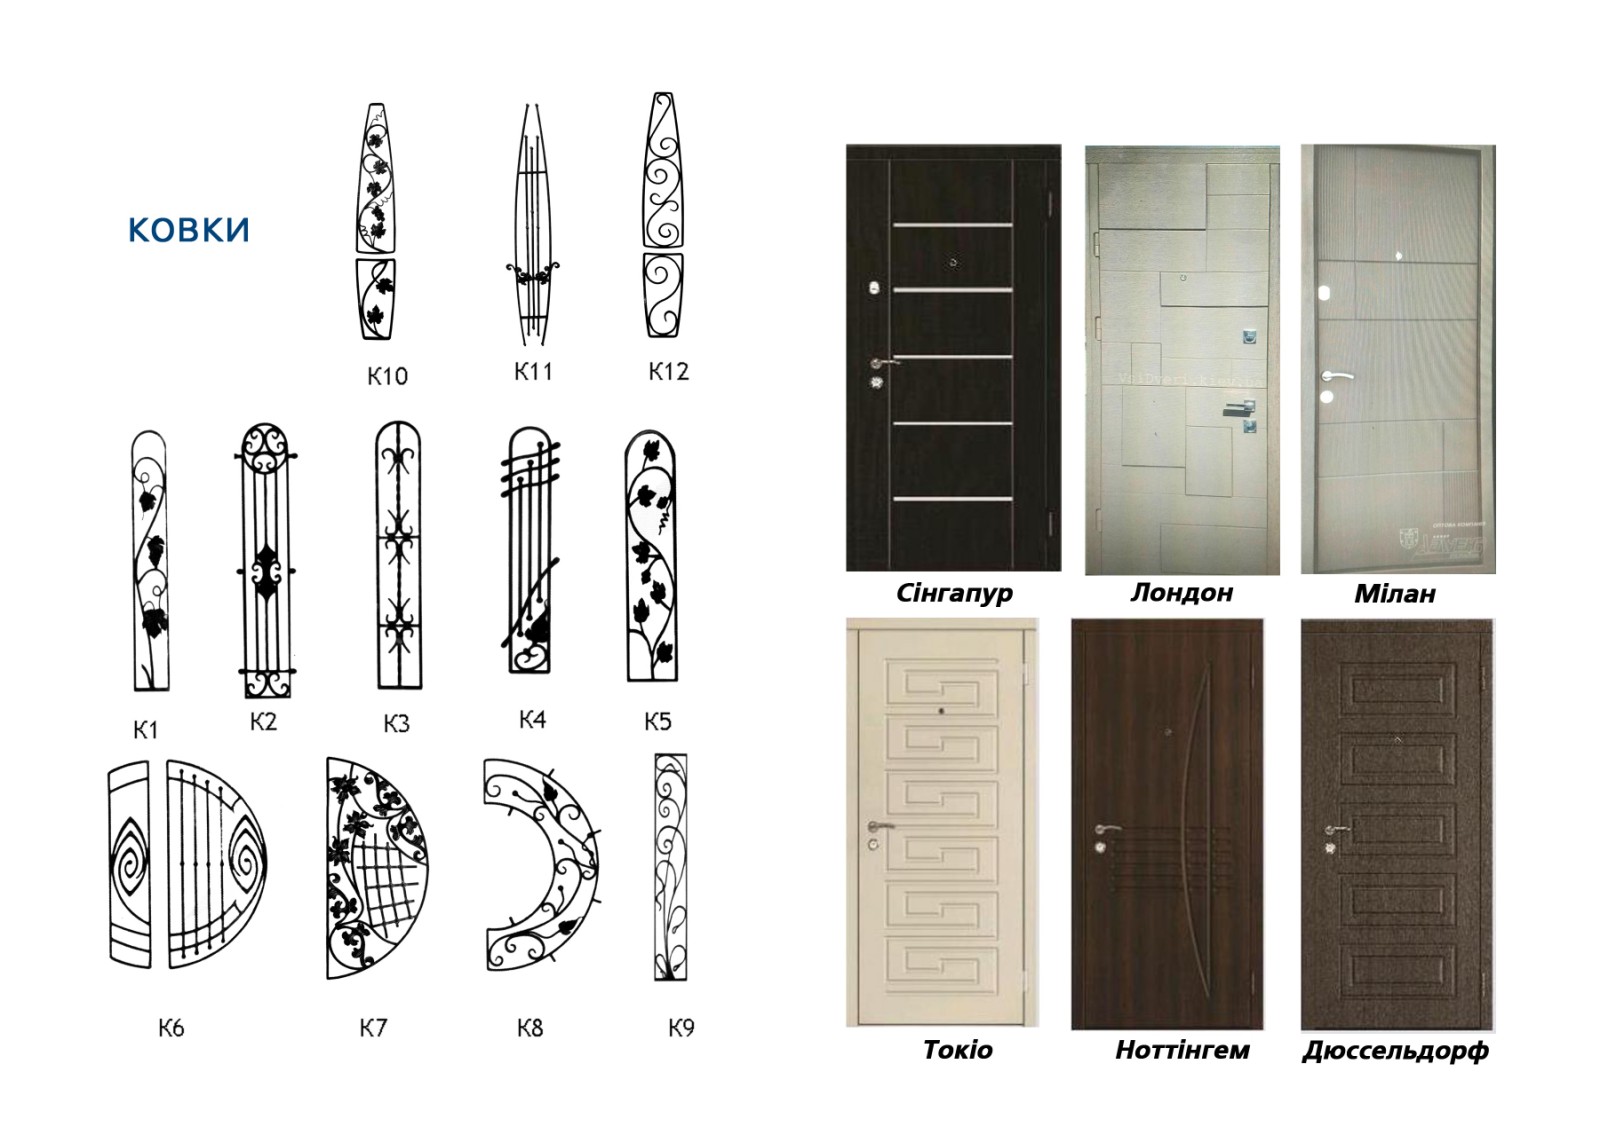 ковки
К10
К11
К12
К1
К2
К3
К4
К5
К6
К7
К8
К9
Сінгапур
Лондон
Мілан
Токіо
Ноттінгем
Дюссельдорф